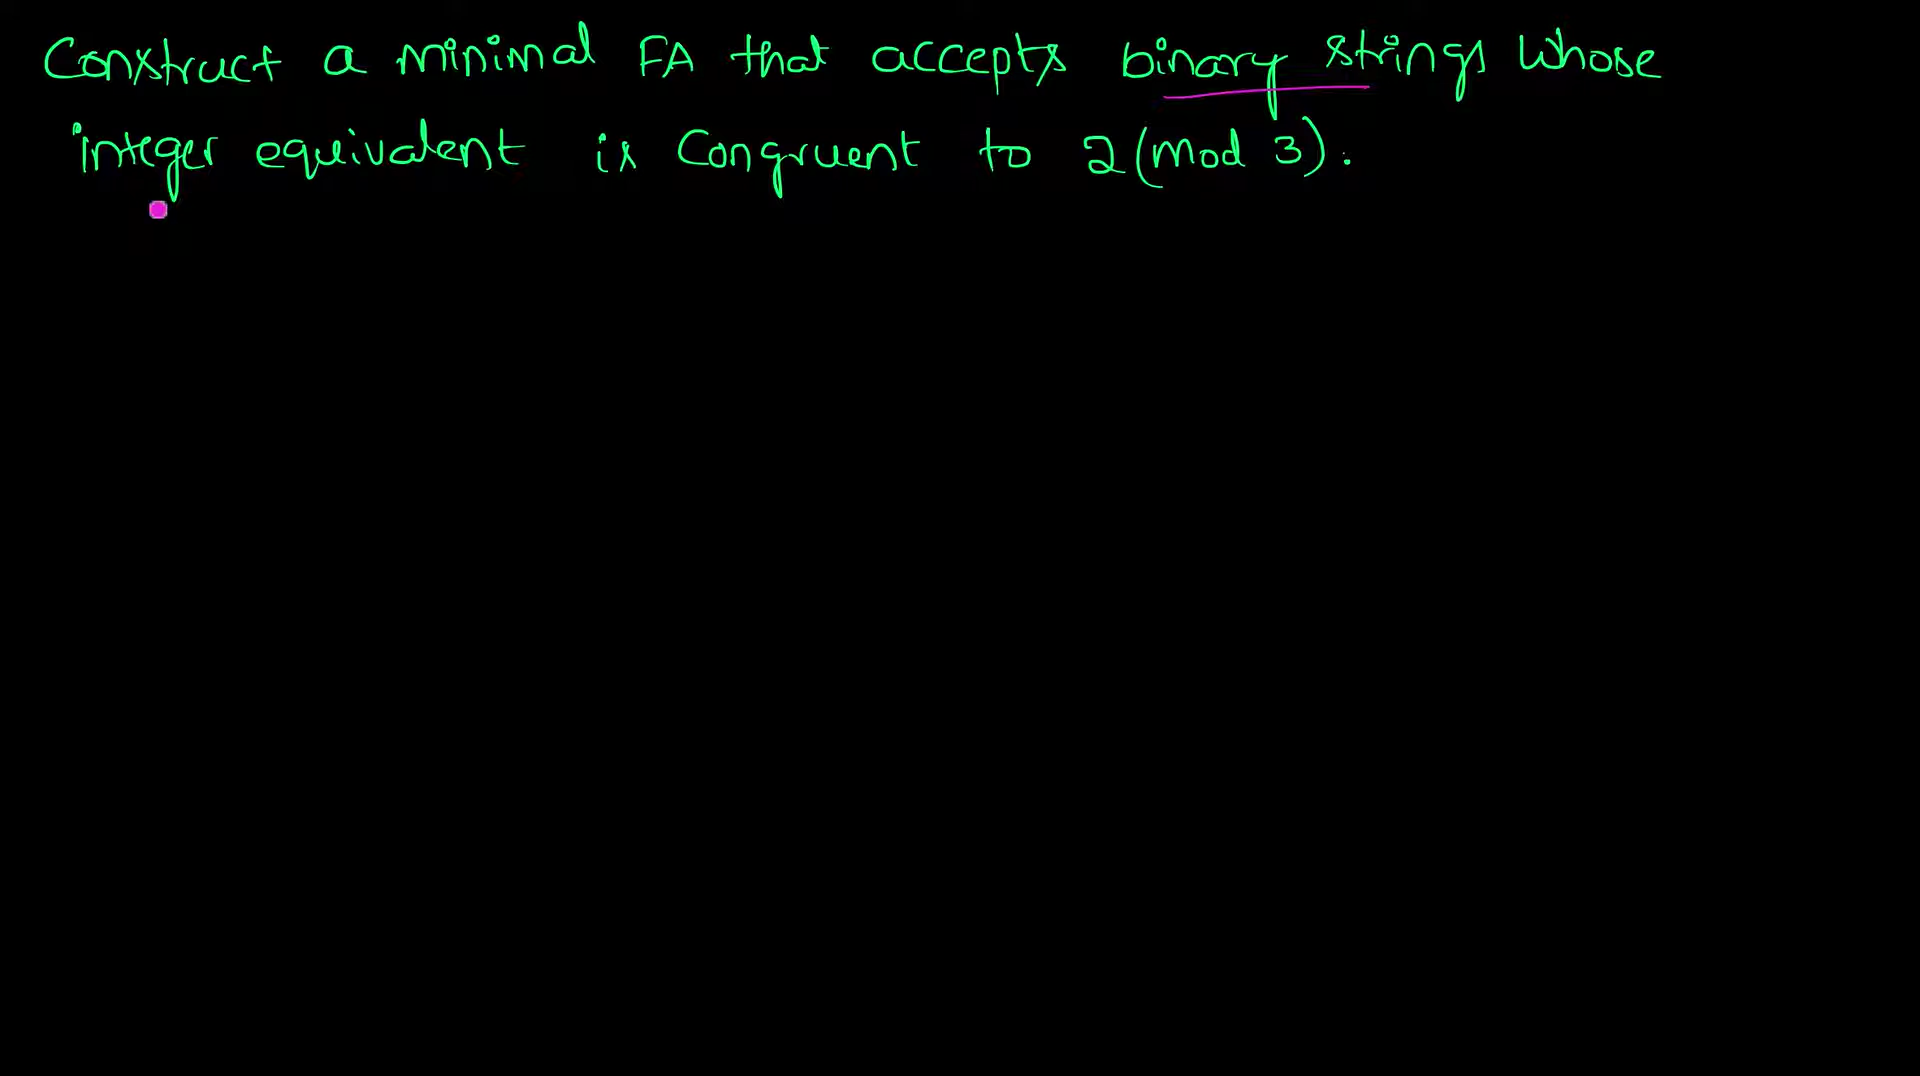 Construct a minimal FA that accepts binary strings whose
integer equivalent is Congruent to 2(mod 3).